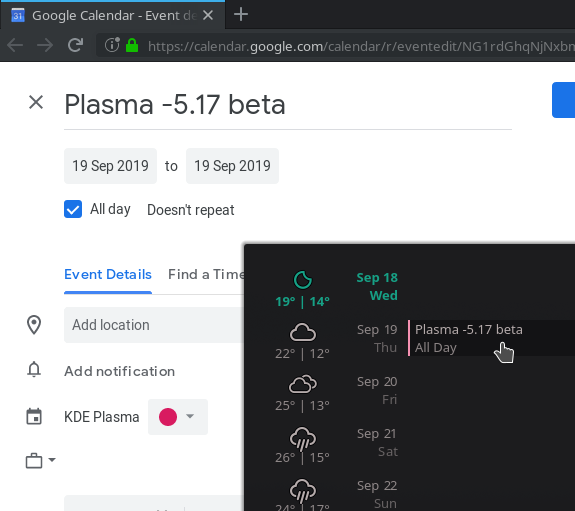 Google Calendar - Event de
https://calendar.google.com/calendar/r/eventedit/NG1rdGhqNjNxbm
Plasma -5.17 beta
19 Sep 2019 to 19 Sep 2019
All day Doesn't repeat
Event Details Find a Time
Add location
Add notification
KDE Plasma
Sep 18
19° | 14° Wed
Sep 19 Plasma -5.17 beta
22° | 12° Thu All Day
Sep 20
25° | 13° Fri
Sep 21
26° | 15° Sat
Sep 22
24° | 17° Sun